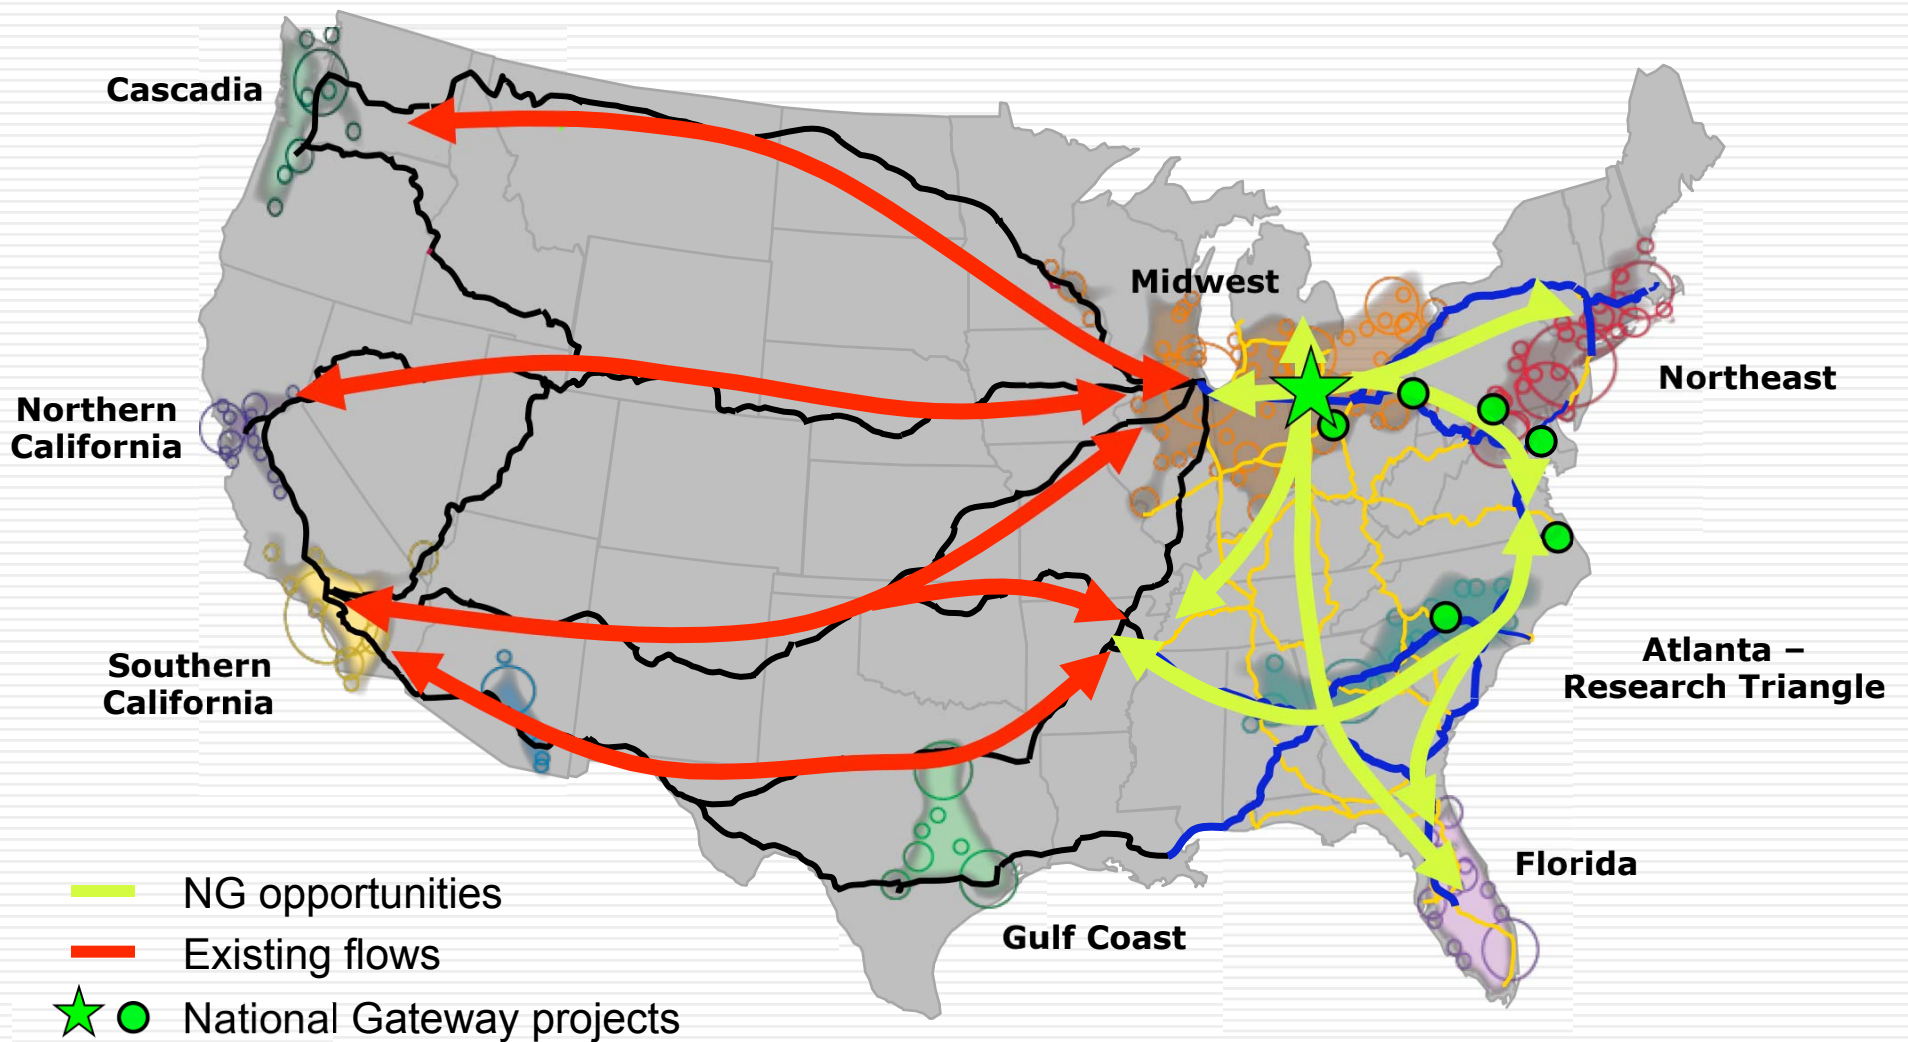 Cascadia
Midwest
Northeast
Northern
California
Southern
California
Atlanta –
Research Triangle
Florida
Gulf Coast
NG opportunities
Existing flows
National Gateway projects